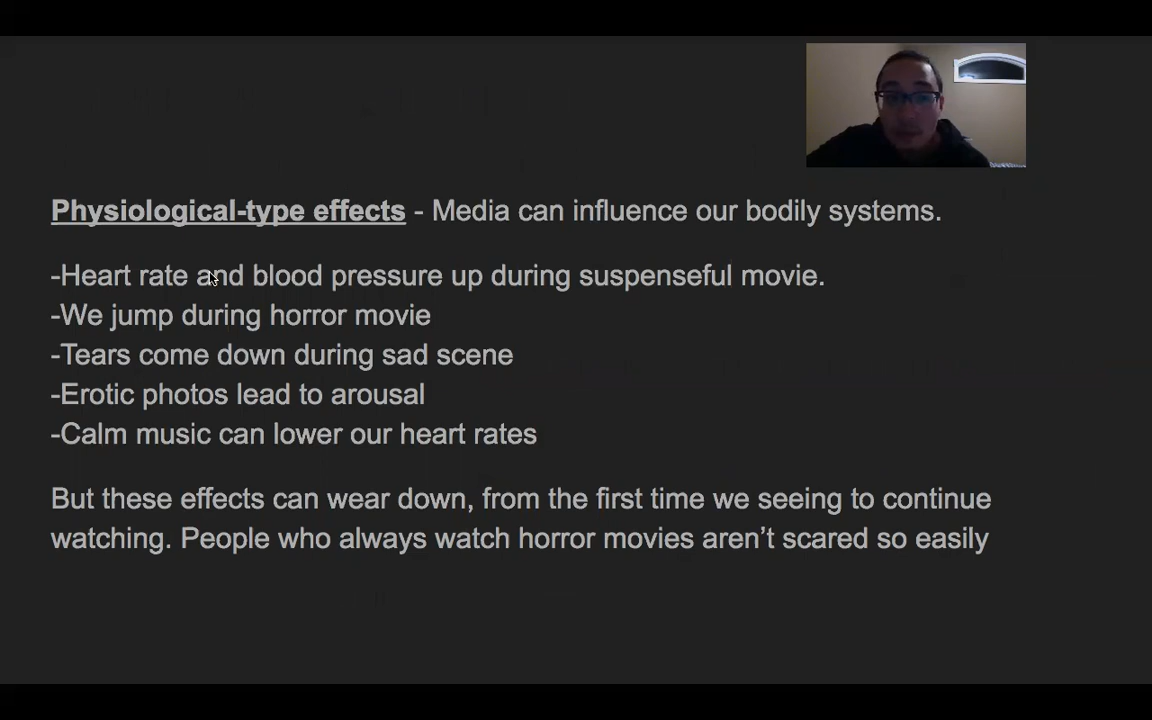 Physiological-type effects - Media can influence our bodily systems.
-Heart rate and blood pressure up during suspenseful movie.
-We jump during horror movie
-Tears come down during sad scene
-Erotic photos lead to arousal
-Calm music can lower our heart rates
But these effects can wear down, from the first time we seeing to continue
watching. People who always watch horror movies aren’t scared so easily